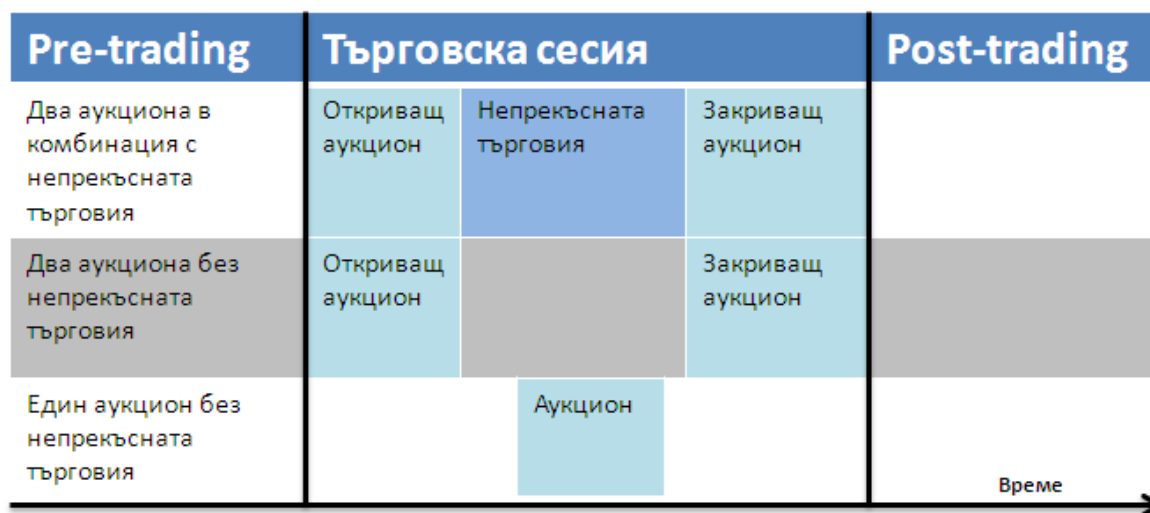 Pre-trading
Търговска сесия
Post-trading
Два аукциона в
комбинация с
непрекъсната
търговия
Откриващ
аукцион
Непрекъсната
търговия
Закриващ
аукцион
Два аукциона без
непрекъсната
търговия
Откриващ
аукцион
Закриващ
аукцион
Един аукцион без
непрекъсната
търговия
Аукцион
Време